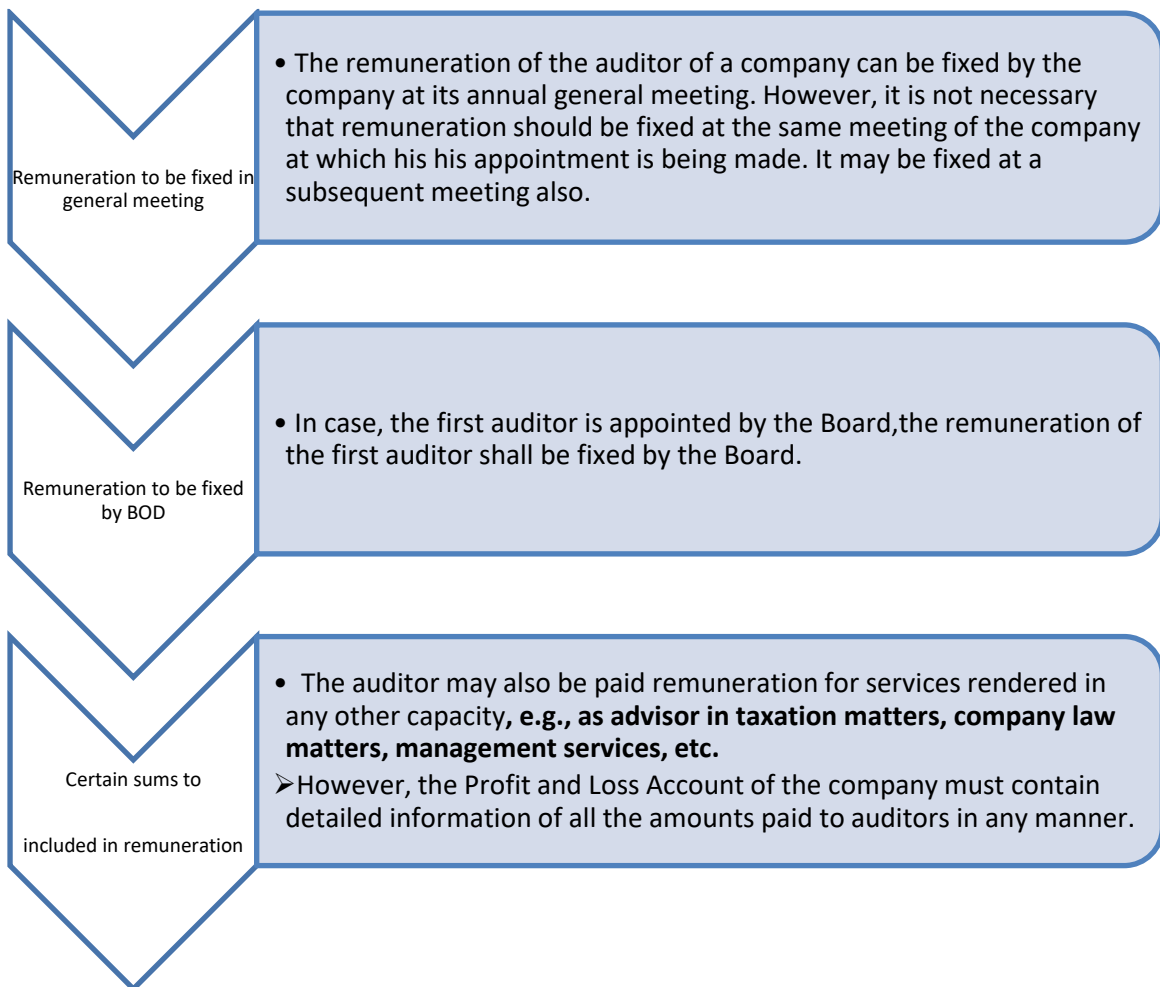 Remuneration to be fixed in
general meeting
• The remuneration of the auditor of a company can be fixed by the
company at its annual general meeting. However, it is not necessary
that remuneration should be fixed at the same meeting of the company
at which his his appointment is being made. It may be fixed at a
subsequent meeting also.
Remuneration to be fixed
by BOD
• In case, the first auditor is appointed by the Board,the remuneration of
the first auditor shall be fixed by the Board.
Certain sums to
included in remuneration
• The auditor may also be paid remuneration for services rendered in
any other capacity, e.g., as advisor in taxation matters, company law
matters, management services, etc.
➢However, the Profit and Loss Account of the company must contain
detailed information of all the amounts paid to auditors in any manner.